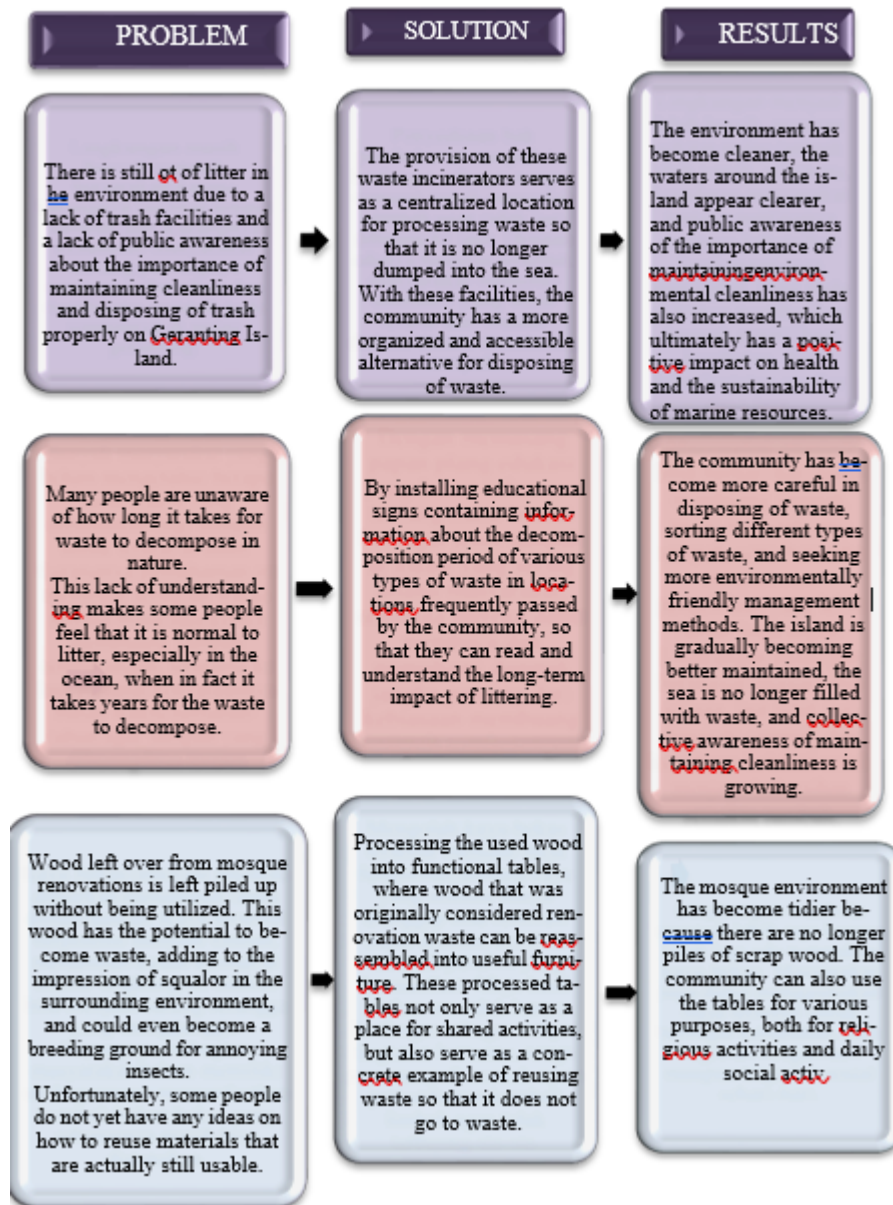 PROBLEM
SOLUTION
RESULTS
There is still ot of litter in
he environment due to a
lack of trash facilities and
a lack of public awareness
about the importance of
maintaining cleanliness
and disposing of trash
properly on Geranting Is-
land.
The provision of these
waste incinerators serves
as a centralized location
for processing waste so
that it is no longer
dumped into the sea.
With these facilities, the
community has a more
organized and accessible
alternative for disposing
of waste.
The environment has
become cleaner, the
waters around the is-
land appear clearer,
and public awareness
of the importance of
maintainingenviron-
mental cleanliness has
also increased, which
ultimately has a posi-
tive impact on health
and the sustainability
of marine resources.
Many people are unaware
of how long it takes for
waste to decompose in
nature.
This lack of understand-
ing makes some people
feel that it is normal to
litter, especially in the
ocean, when in fact it
takes years for the waste
to decompose.
By installing educational
signs containing infor-
mation about the decom-
position period of various
types of waste in loca-
tions frequently passed
by the community, so
that they can read and
understand the long-term
impact of littering.
The community has be-
come more careful in
disposing of waste,
sorting different types
of waste, and seeking
more environmentally
friendly management
methods. The island is
gradually becoming
better maintained, the
sea is no longer filled
with waste, and collec-
tive awareness of main-
taining cleanliness is
growing.
Wood left over from mosque
renovations is left piled up
without being utilized. This
wood has the potential to be-
come waste, adding to the
impression of squalor in the
surrounding environment,
and could even become a
breeding ground for annoying
insects.
Unfortunately, some people
do not yet have any ideas on
how to reuse materials that
are actually still usable.
Processing the used wood
into functional tables,
where wood that was
originally considered ren-
ovation waste can be reas-
sembled into useful furni-
ture. These processed ta-
bles not only serve as a
place for shared activities,
but also serve as a con-
crete example of reusing
waste so that it does not
go to waste.
The mosque environment
has become tidier be-
cause there are no longer
piles of scrap wood. The
community can also use
the tables for various
purposes, both for reli-
gious activities and daily
social activ